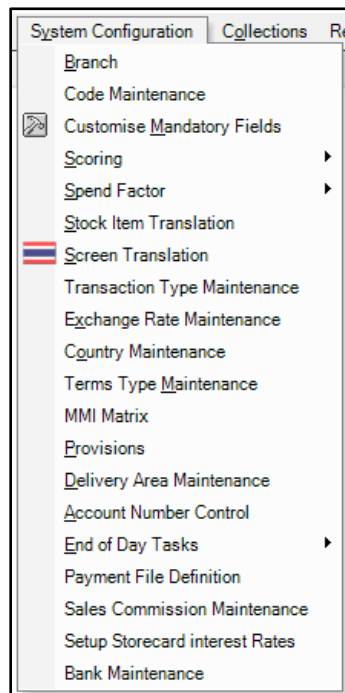 System Configuration Collections Re
Branch
Code Maintenance
Customise Mandatory Fields
Scoring
Spend Factor
Stock Item Translation
Screen Translation
Transaction Type Maintenance
Exchange Rate Maintenance
Country Maintenance
Terms Type Maintenance
MMI Matrix
Provisions
Delivery Area Maintenance
Account Number Control
End of Day Tasks
Payment File Definition
Sales Commission Maintenance
Setup Storecard interest Rates
Bank Maintenance